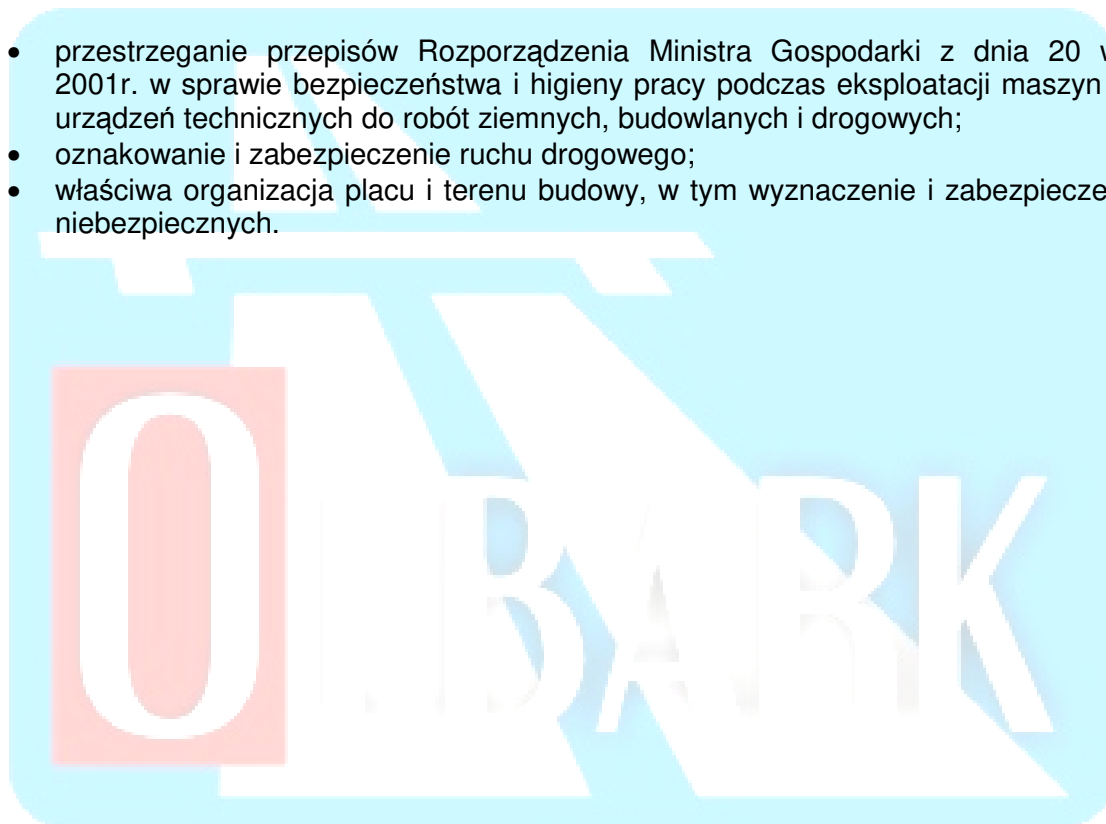 • przestrzeganie przepisów Rozporządzenia Ministra Gospodarki z dnia 20 w
2001r. w sprawie bezpieczeństwa i higieny pracy podczas eksploatacji maszyn
urządzeń technicznych do robót ziemnych, budowlanych i drogowych;
• oznakowanie i zabezpieczenie ruchu drogowego;
• właściwa organizacja placu i terenu budowy, w tym wyznaczenie i zabezpiecze
niebezpiecznych.
OLBARK